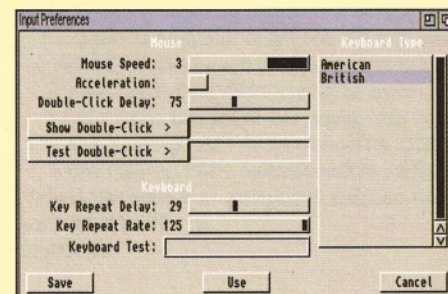 Input Preferences
Mouse
Mouse Speed: 3
Acceleration:
Double-Click Delay: 75
Show Double-Click >
Test Double-Click >
Keyboard
Key Repeat Delay: 29
Key Repeat Rate: 125
Keyboard Test:
Keyboard Type
American
British
Save
Use
Cancel